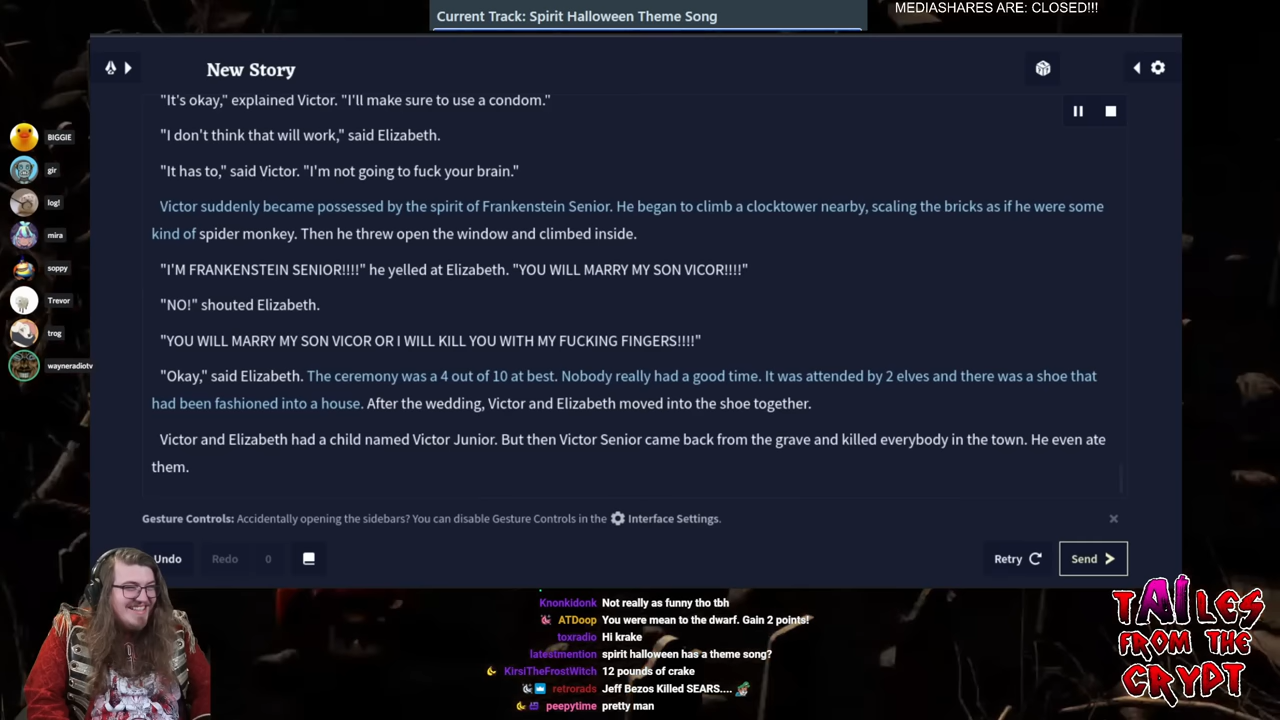 Current Track: Spirit Halloween Theme Song
MEDIASHARES ARE: CLOSED!!!
New Story
"It's okay," explained Victor. "I'll make sure to use a condom."
"I don't think that will work," said Elizabeth.
"It has to," said Victor. "I'm not going to fuck your brain."
Victor suddenly became possessed by the spirit of Frankenstein Senior. He began to climb a clocktower nearby, scaling the bricks as if he were some
kind of spider monkey. Then he threw open the window and climbed inside.
"I'M FRANKENSTEIN SENIOR!!!!" he yelled at Elizabeth. "YOU WILL MARRY MY SON VICOR!!!!"
"NO!" shouted Elizabeth.
"YOU WILL MARRY MY SON VICOR OR I WILL KILL YOU WITH MY FUCKING FINGERS!!!!"
"Okay," said Elizabeth. The ceremony was a 4 out of 10 at best. Nobody really had a good time. It was attended by 2 elves and there was a shoe that
had been fashioned into a house. After the wedding, Victor and Elizabeth moved into the shoe together.
Victor and Elizabeth had a child named Victor Junior. But then Victor Senior came back from the grave and killed everybody in the town. He even ate
them.
Gesture Controls: Accidentally opening the sidebars? You can disable Gesture Controls in the Interface Settings.
Undo
Redo 0
Retry
Send
BIGGIE
gir
log!
mira
soppy
Trevor
trog
wayneradiotv
Knonkidonk Not really as funny tho tbh
ATDoop You were mean to the dwarf. Gain 2 points!
toxradio Hi krake
latestmention spirit halloween has a theme song?
KirsiTheFrostWitch 12 pounds of crake
retrorads Jeff Bezos Killed SEARS....
peepytime pretty man
TAILES
FROM THE
CRYPT